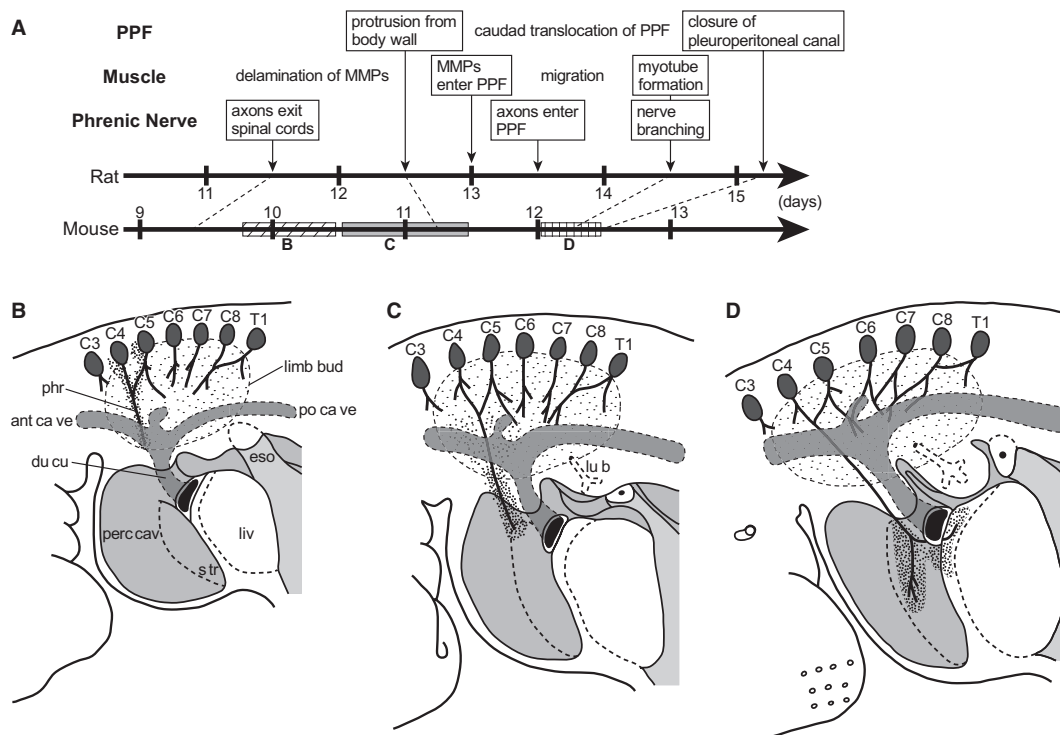 A
PPF
protrusion from
body wall
caudad translocation of PPF
closure of
pleuroperitoneal canal
Muscle
delamination of MMPs
MMPs
enter PPF
migration
myotube
formation
Phrenic Nerve
axons exit
spinal cords
axons enter
PPF
nerve
branching
Rat
11
12
13
14
15
(days)
9
10
11
12
13
Mouse
B
C
D
B
C3
C4
C5
C6
C7
C8
T1
limb bud
phr
ant ca ve
po ca ve
du cu
eso
perc cav
liv
str
C
C3
C4
C5
C6
C7
C8
T1
lu b
D
C3
C4
C5
C6
C7
C8
T1